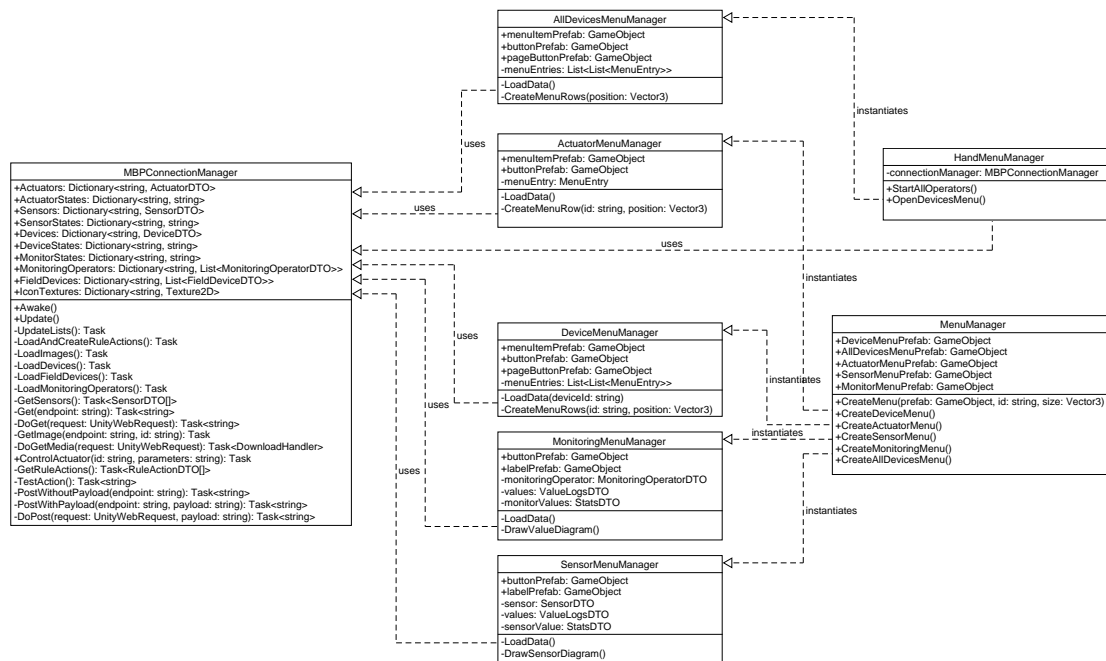 AllDevicesMenuManager
+menuItemPrefab: GameObject
+buttonPrefab: GameObject
+pageButtonPrefab: GameObject
-menuEntries: List<List<MenuEntry>>
-LoadData()
-CreateMenuRows(position: Vector3)
instantiates
uses
ActuatorMenuManager
+menuItemPrefab: GameObject
+buttonPrefab: GameObject
-menuEntry: MenuEntry
-LoadData()
-CreateMenuRow(id: string, position: Vector3)
uses
HandMenuManager
-connectionManager: MBPConnectionManager
+StartAllOperators()
+OpenDevicesMenu()
uses
MBPConnectionManager
+Actuators: Dictionary<string, ActuatorDTO>
+ActuatorStates: Dictionary<string, string>
+Sensors: Dictionary<string, SensorDTO>
+SensorStates: Dictionary<string, string>
+Devices: Dictionary<string, DeviceDTO>
+DeviceStates: Dictionary<string, string>
+MonitorStates: Dictionary<string, string>
+MonitoringOperators: Dictionary<string, List<MonitoringOperatorDTO>>
+FieldDevices: Dictionary<string, List<FieldDeviceDTO>>
+IconTextures: Dictionary<string, Texture2D>
+Awake()
+Update()
-UpdateLists(): Task
-LoadAndCreateRuleActions(): Task
-LoadImages(): Task
-LoadDevices(): Task
-LoadFieldDevices(): Task
-LoadMonitoringOperators(): Task
-GetSensors(): Task<SensorDTO[]>
-Get(endpoint: string): Task<string>
-DoGet(request: UnityWebRequest): Task<string>
-GetImage(endpoint: string, id: string): Task
-DoGetMedia(request: UnityWebRequest): Task<DownloadHandler>
+ControlActuator(id: string, parameters: string): Task
-GetRuleActions(): Task<RuleActionDTO[]>
-TestAction(): Task<string>
-PostWithoutPayload(endpoint: string): Task<string>
-PostWithPayload(endpoint: string, payload: string): Task<string>
-DoPost(request: UnityWebRequest, payload: string): Task<string>
instantiates
uses
DeviceMenuManager
+menuItemPrefab: GameObject
+buttonPrefab: GameObject
+pageButtonPrefab: GameObject
-menuEntries: List<List<MenuEntry>>
-LoadData(deviceId: string)
-CreateMenuRows(id: string, position: Vector3)
instantiates
MenuManager
+DeviceMenuPrefab: GameObject
+AllDevicesMenuPrefab: GameObject
+ActuatorMenuPrefab: GameObject
+SensorMenuPrefab: GameObject
+MonitorMenuPrefab: GameObject
+CreateMenu(prefab: GameObject, id: string, size: Vector3)
+CreateDeviceMenu()
+CreateActuatorMenu()
+CreateSensorMenu()
+CreateMonitoringMenu()
+CreateAllDevicesMenu()
uses
MonitoringMenuManager
+buttonPrefab: GameObject
+labelPrefab: GameObject
-monitoringOperator: MonitoringOperatorDTO
-values: ValueLogsDTO
-monitorValues: StatsDTO
-LoadData()
-DrawValueDiagram()
instantiates
uses
instantiates
SensorMenuManager
+buttonPrefab: GameObject
+labelPrefab: GameObject
-sensor: SensorDTO
-values: ValueLogsDTO
-sensorValue: StatsDTO
-LoadData()
-DrawSensorDiagram()